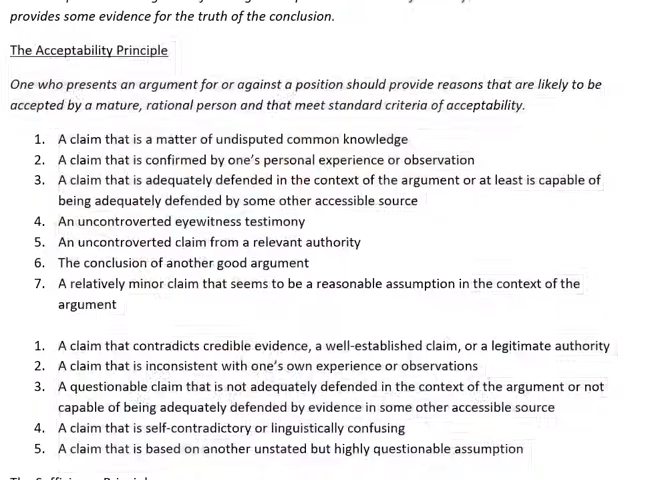 provides some evidence for the truth of the conclusion.
The Acceptability Principle
One who presents an argument for or against a position should provide reasons that are likely to be
accepted by a mature, rational person and that meet standard criteria of acceptability.
1. A claim that is a matter of undisputed common knowledge
2. A claim that is confirmed by one's personal experience or observation
3. A claim that is adequately defended in the context of the argument or at least is capable of
being adequately defended by some other accessible source
4. An uncontroverted eyewitness testimony
5. An uncontroverted claim from a relevant authority
6. The conclusion of another good argument
7. A relatively minor claim that seems to be a reasonable assumption in the context of the
argument
1. A claim that contradicts credible evidence, a well-established claim, or a legitimate authority
2. A claim that is inconsistent with one's own experience or observations
3. A questionable claim that is not adequately defended in the context of the argument or not
capable of being adequately defended by evidence in some other accessible source
4. A claim that is self-contradictory or linguistically confusing
5. A claim that is based on another unstated but highly questionable assumption